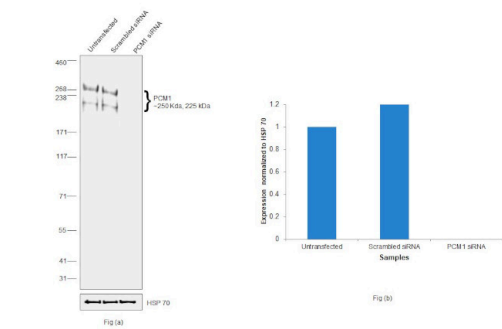 Untransfected
Scrambled siRNA
PCM1 siRNA
460
268
238
171
117
71
55
41
31
PCM1
~250 Kda, 225 kDa
HSP 70
Fig (a)
Expression normalized to HSP 70
1.2
1
0.8
0.6
0.4
0.2
0
Untransfected
Scrambled siRNA
PCM1 siRNA
Samples
Fig (b)